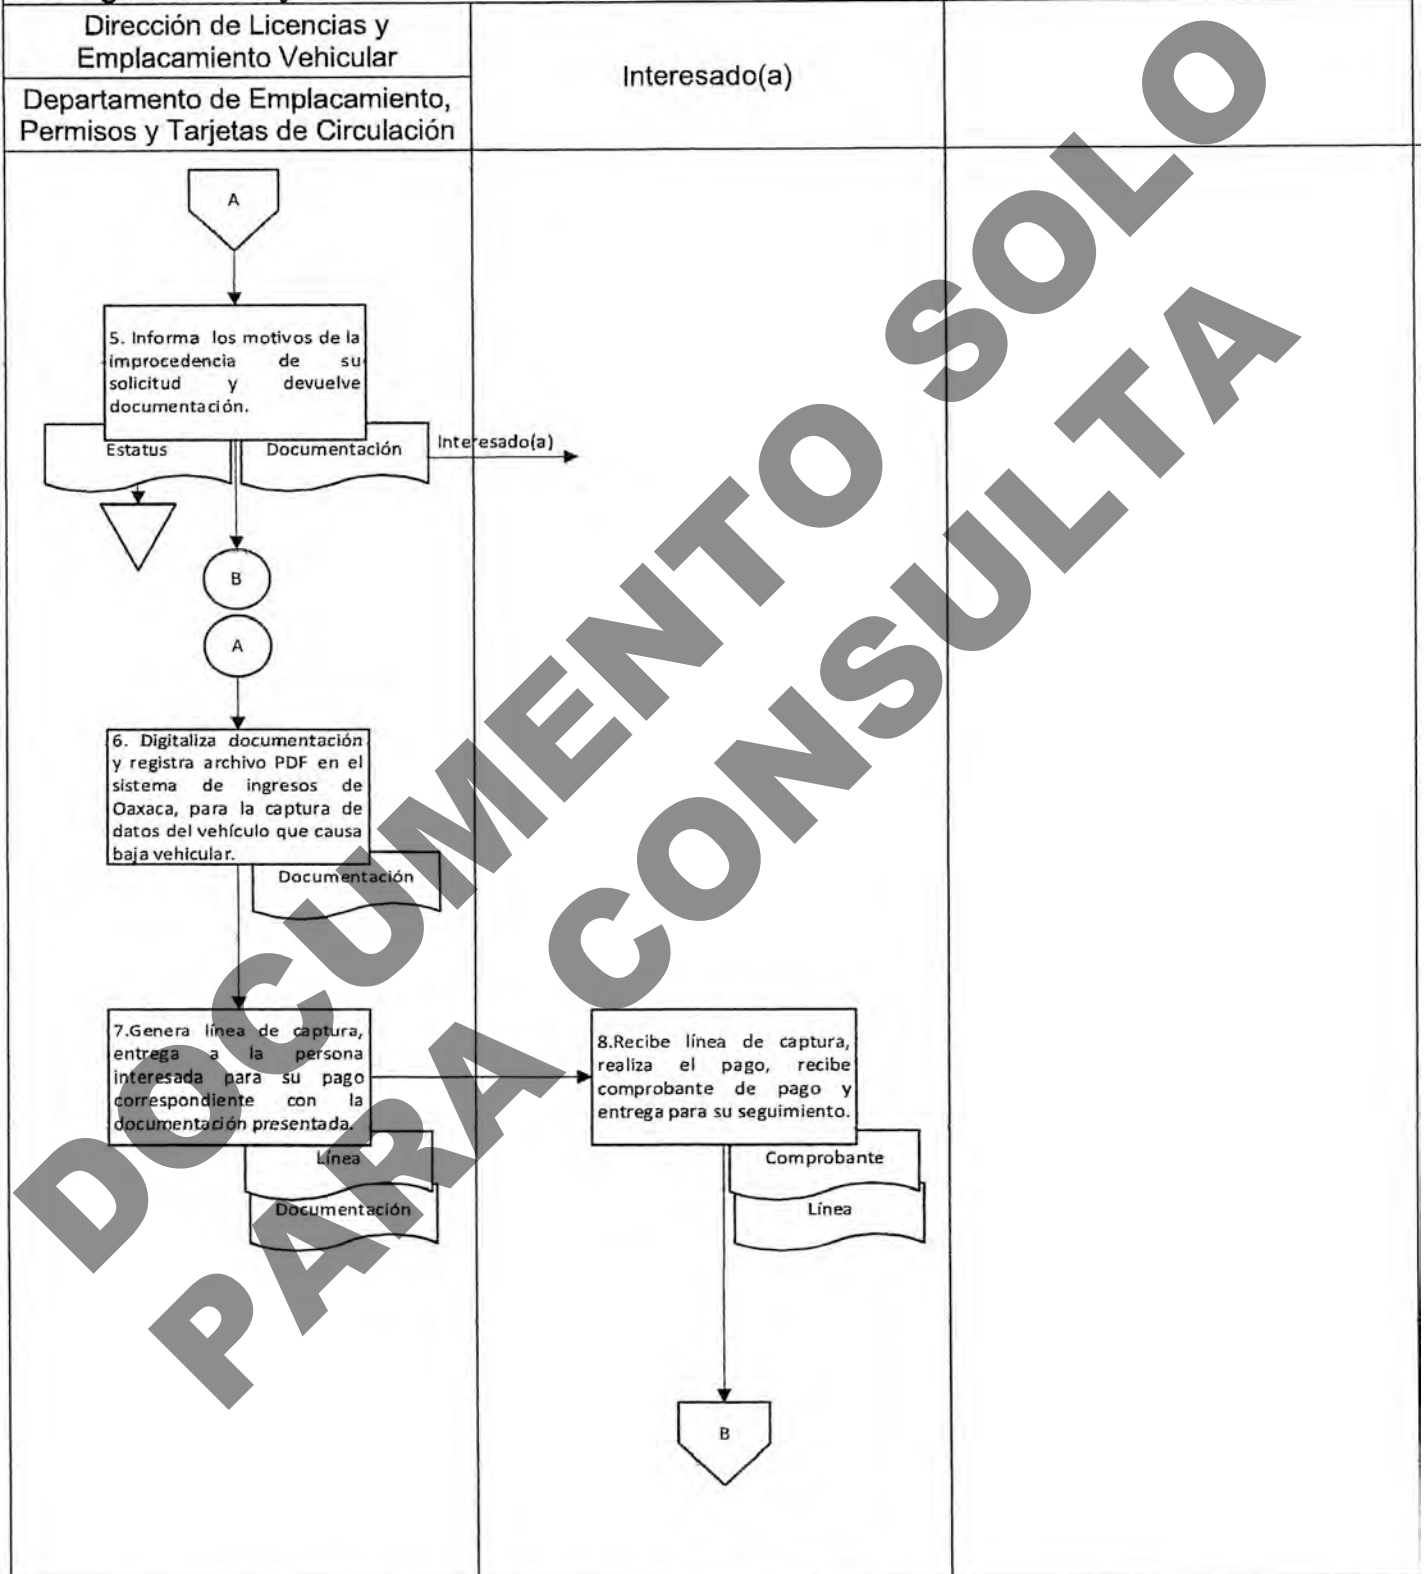 Dirección de Licencias y
Emplacamiento Vehicular
Departamento de Emplacamiento,
Permisos y Tarjetas de Circulación
Interesado(a)
A
5. Informa los motivos de la
improcedencia de su
solicitud y devuelve
documentación.
Estatus
Documentación
Interesado(a)
B
A
6. Digitaliza documentación
y registra archivo PDF en el
sistema de ingresos de
Oaxaca, para la captura de
datos del vehículo que causa
baja vehicular.
Documentación
7.Genera línea de captura,
entrega a la persona
interesada para su pago
correspondiente con la
documentación presentada.
Línea
Documentación
8.Recibe línea de captura,
realiza el pago, recibe
comprobante de pago y
entrega para su seguimiento.
Comprobante
Línea
B
DOCUMENTO SOLO
PARA CONSULTA